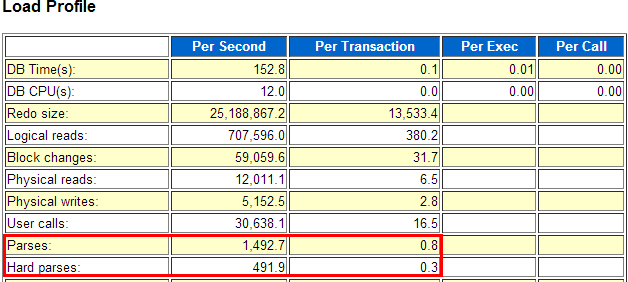 Load Profile
Per Second Per Transaction Per Exec Per Call
DB Time(s): 152.8 0.1 0.01 0.00
DB CPU(s): 12.0 0.0 0.00 0.00
Redo size: 25,188,867.2 13,533.4
Logical reads: 707,596.0 380.2
Block changes: 59,059.6 31.7
Physical reads: 12,011.1 6.5
Physical writes: 5,152.5 2.8
User calls: 30,638.1 16.5
Parses: 1,492.7 0.8
Hard parses: 491.9 0.3